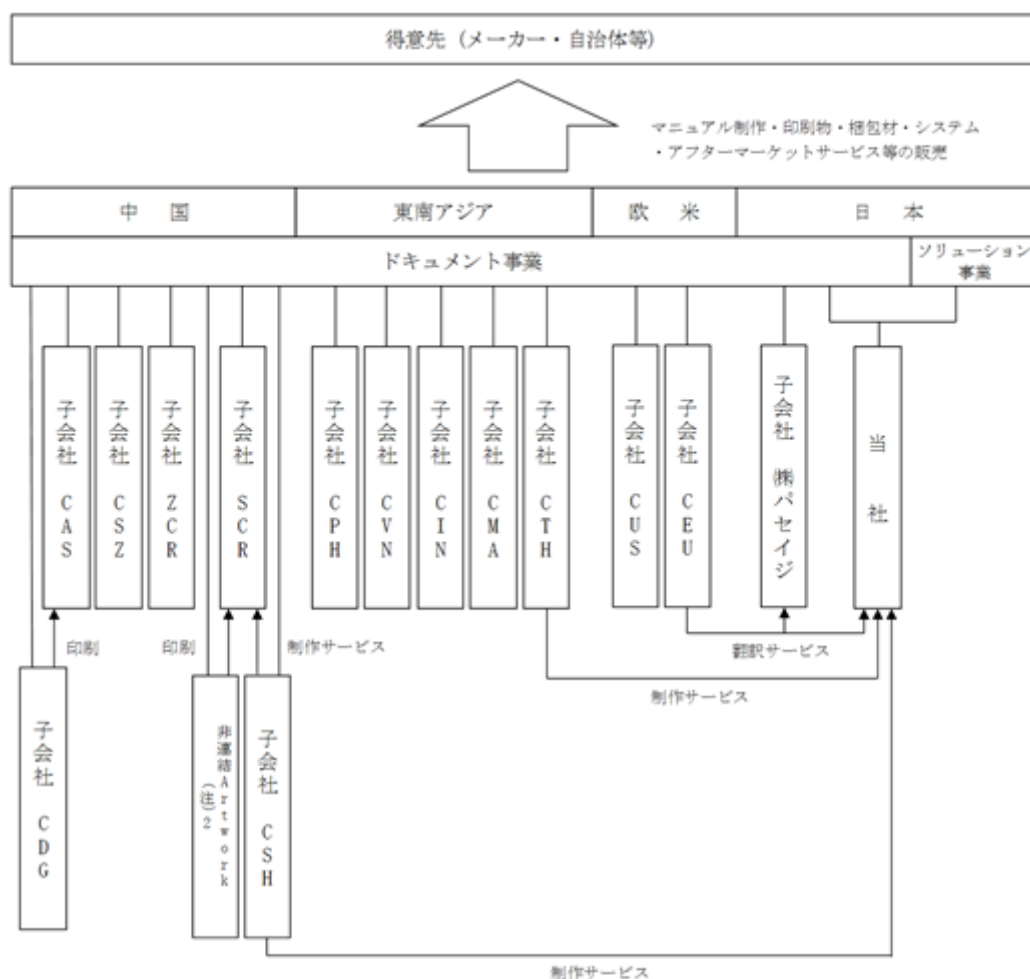 得意先（メーカー・自治体等）
マニュアル制作・印刷物・梱包材・システム
・アフターマーケットサービス等の販売
中　国
東南アジア
欧　米
日　本
ドキュメント事業
ソリューション
事業
子会社　CAS
子会社　CSZ
子会社　ZCR
子会社　SCR
子会社　CPH
子会社　CVN
子会社　CIN
子会社　CMA
子会社　CTH
子会社　CUS
子会社　CEU
子会社　㈱パセイジ
当　社
印刷
印刷
制作サービス
翻訳サービス
制作サービス
子会社　CDG
非連結Artwork
(注)2
子会社　CSH
制作サービス